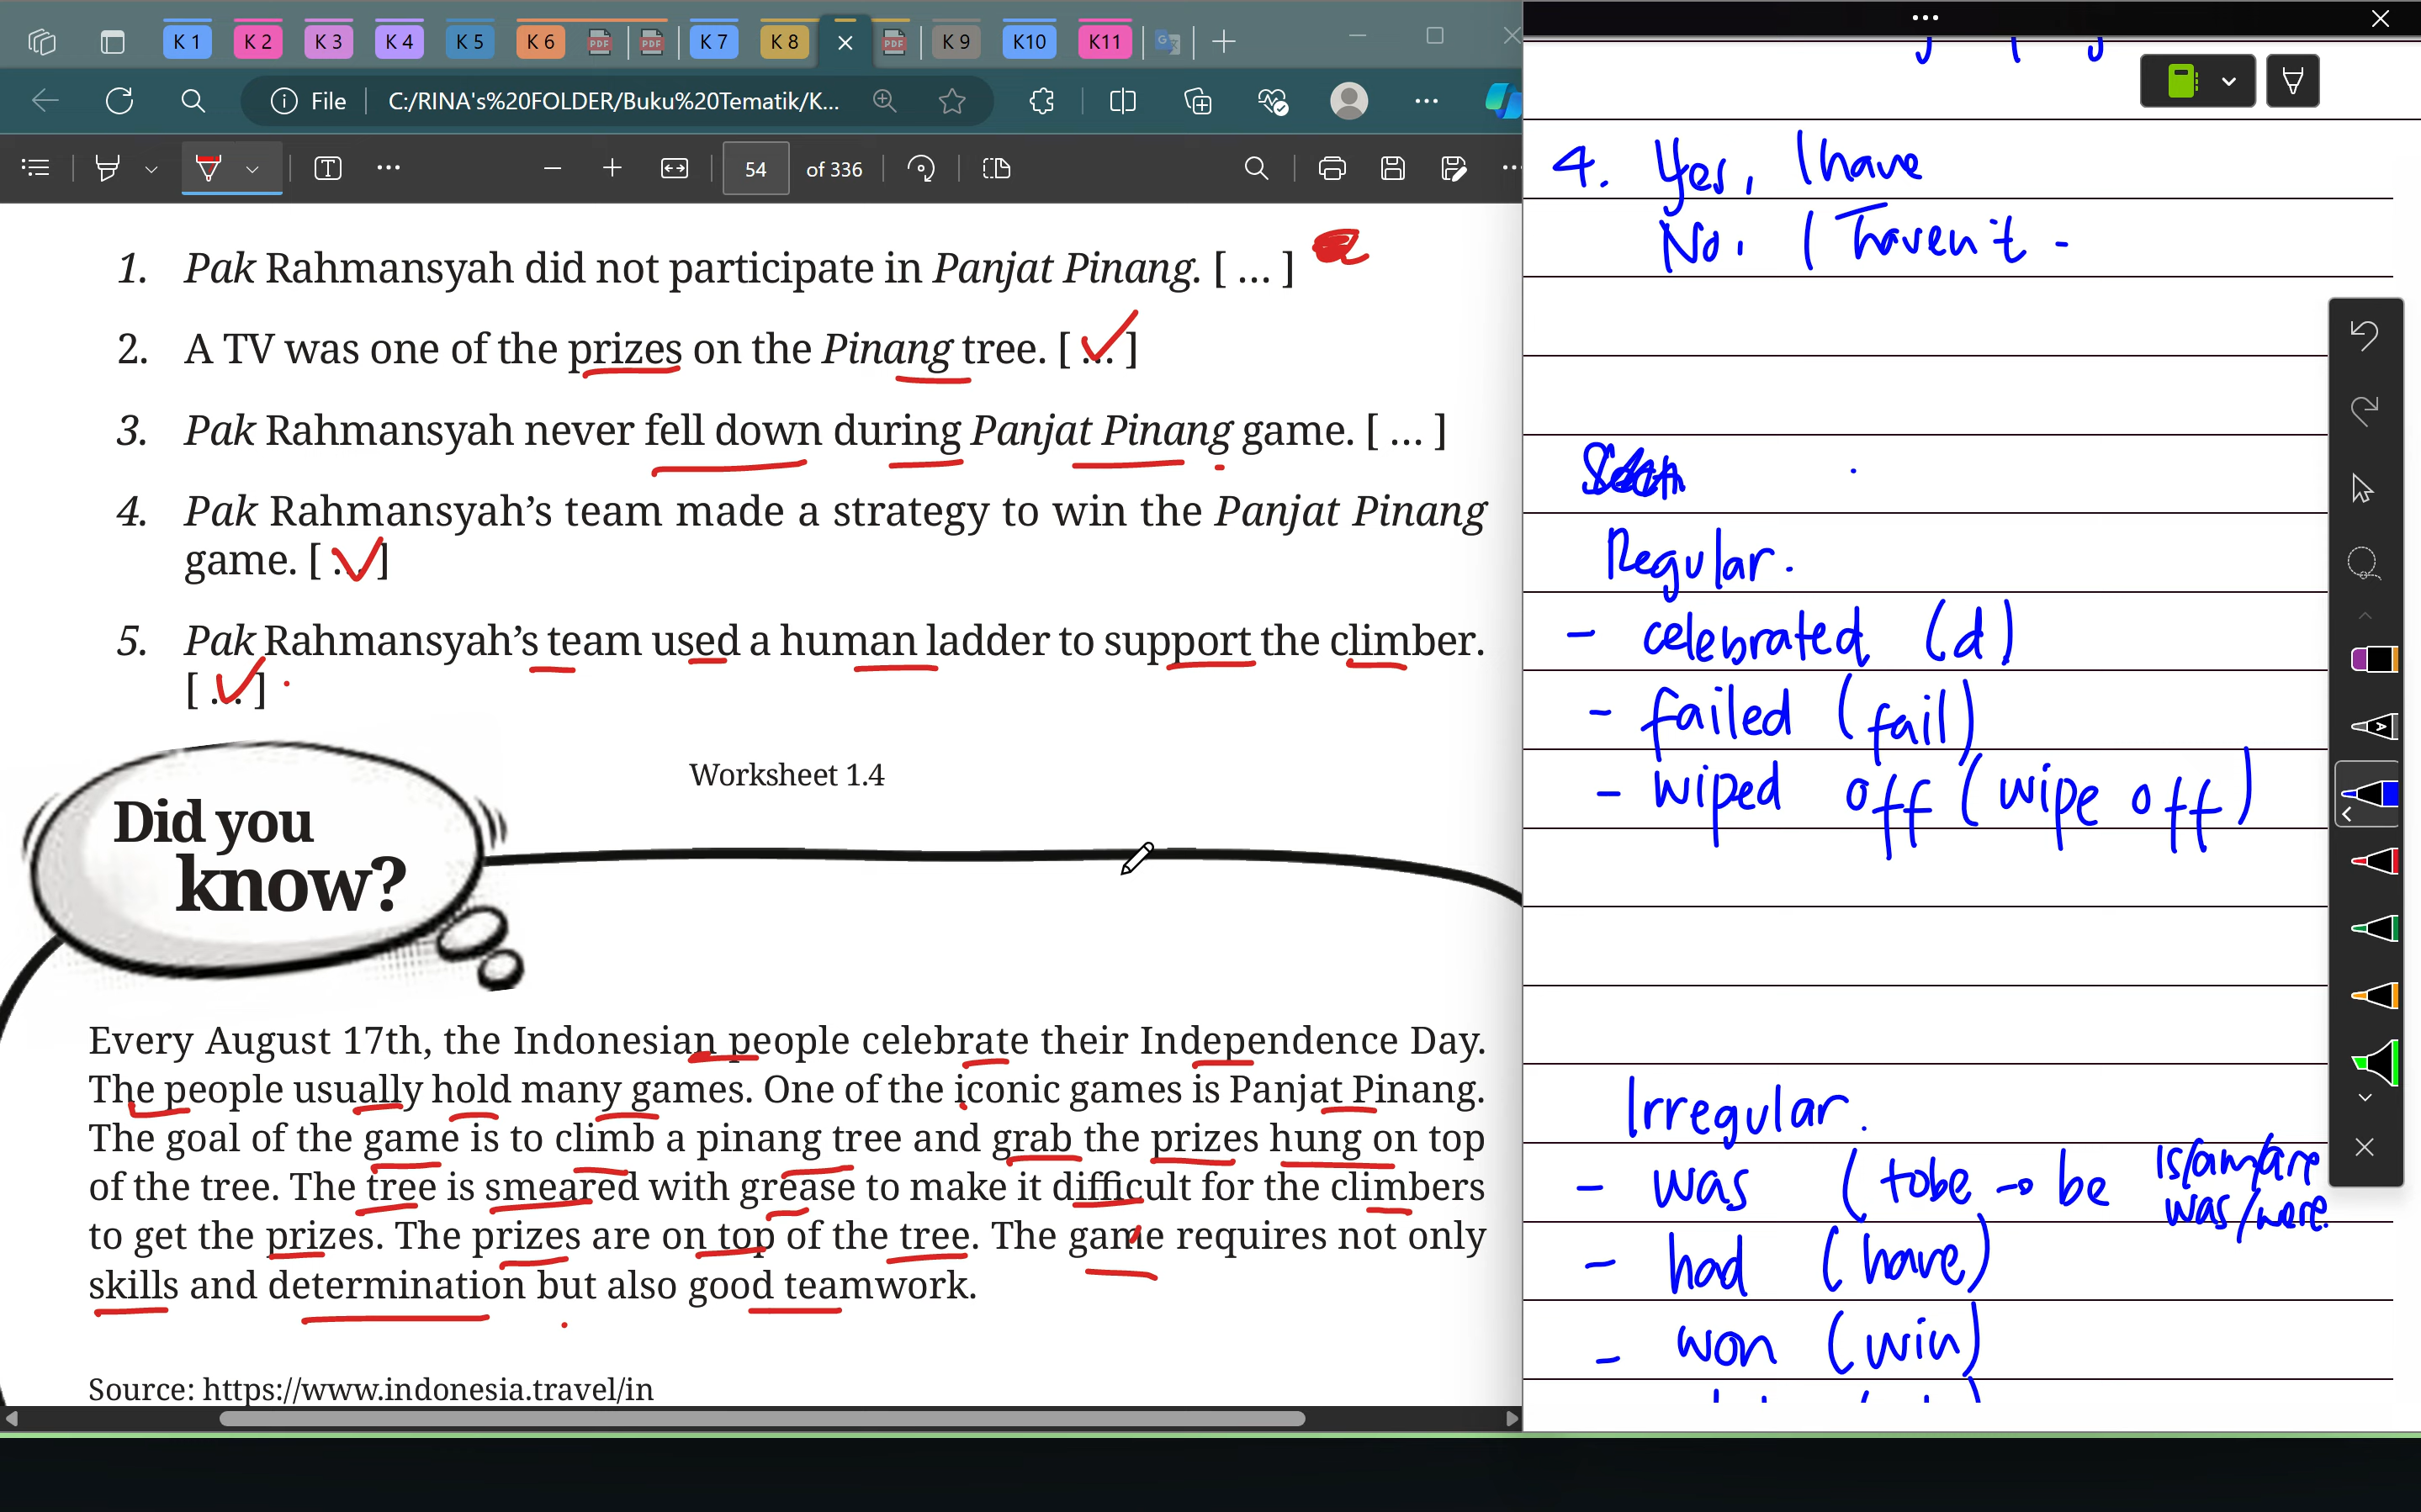 K 1 K 2 K 3 K 4 K 5 K 6 PDF PDF K 7 K 8 PDF K 9 K10 K11
File C:/RINA's%20FOLDER/Buku%20Tematik/K...
54 of 336
1. Pak Rahmansyah did not participate in Panjat Pinang. [ ... ]
2. A TV was one of the prizes on the Pinang tree. [ ... ]
3. Pak Rahmansyah never fell down during Panjat Pinang game. [ ... ]
4. Pak Rahmansyah's team made a strategy to win the Panjat Pinang
game. [ ... ]
5. Pak Rahmansyah's team used a human ladder to support the climber.
[ ... ]
Worksheet 1.4
Did you
know?
Every August 17th, the Indonesian people celebrate their Independence Day.
The people usually hold many games. One of the iconic games is Panjat Pinang.
The goal of the game is to climb a pinang tree and grab the prizes hung on top
of the tree. The tree is smeared with grease to make it difficult for the climbers
to get the prizes. The prizes are on top of the tree. The game requires not only
skills and determination but also good teamwork.
Source: https://www.indonesia.travel/in
4. Yes, I have
No, I haven't -
Regular.
- celebrated (d)
- failed (fail)
- wiped off (wipe off)
Irregular.
- was (tobe → be is/am/are
was/were.
- had (have)
- won (win)